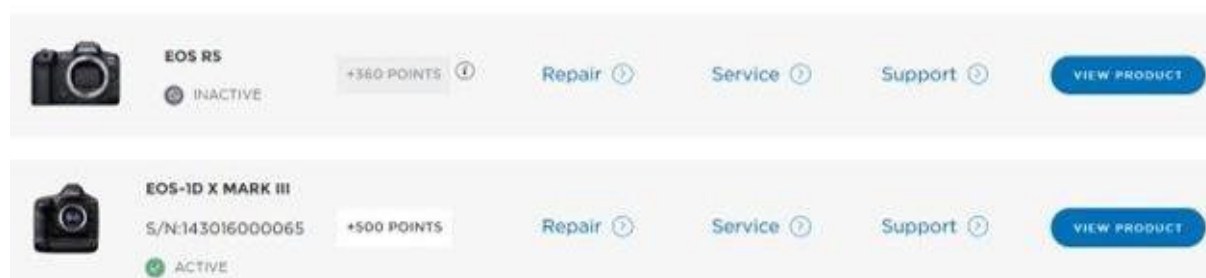 EOS R5
INACTIVE
+360 POINTS
Repair
Service
Support
VIEW PRODUCT
EOS-1D X MARK III
S/N:143016000065
ACTIVE
+500 POINTS
Repair
Service
Support
VIEW PRODUCT